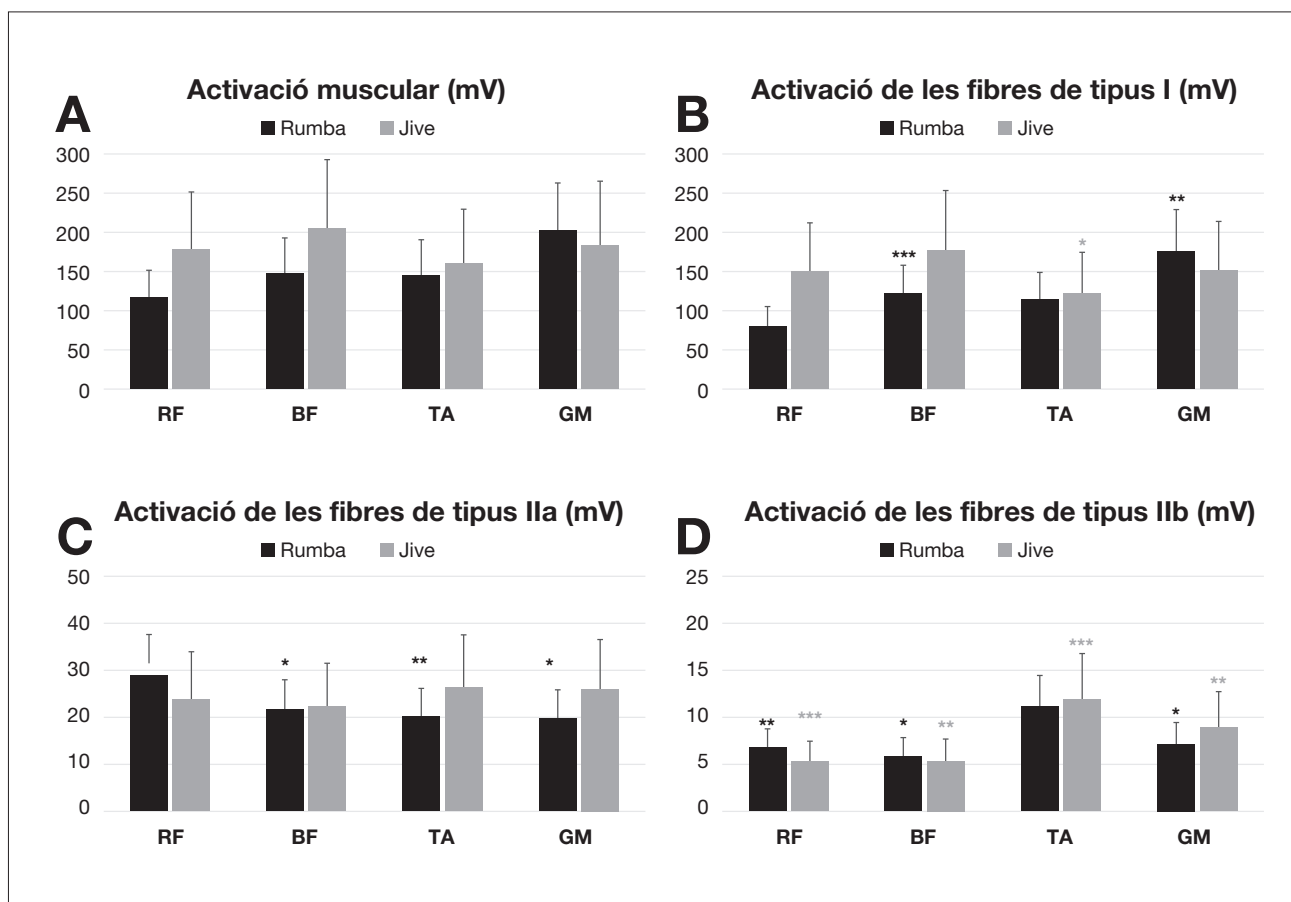 A
Activació muscular (mV)
Rumba Jive
300
250
200
150
100
50
0
RF BF TA GM
B
Activació de les fibres de tipus I (mV)
Rumba Jive
300
250
200
150
100
50
0
*** * **
RF BF TA GM
C
Activació de les fibres de tipus IIa (mV)
Rumba Jive
50
40
30
20
10
0
* ** *
RF BF TA GM
D
Activació de les fibres de tipus IIb (mV)
Rumba Jive
25
20
15
10
5
0
** *** * ** *** * **
RF BF TA GM